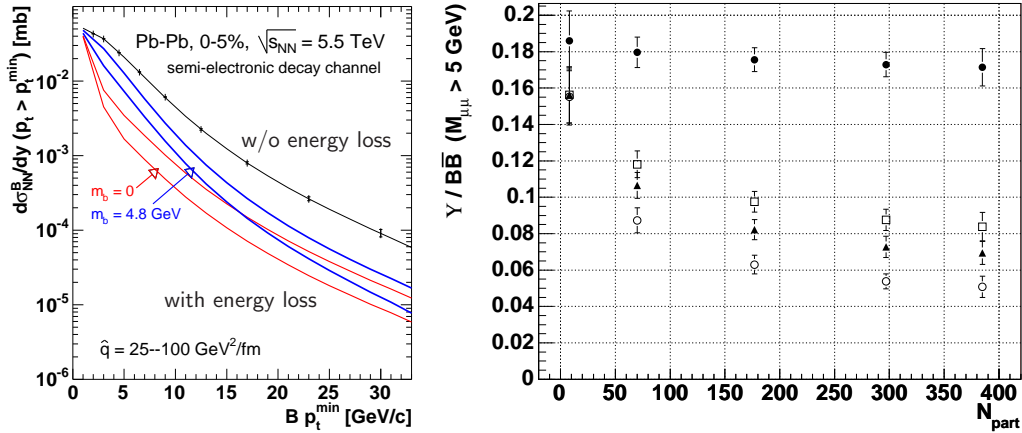 dσ^B_NN/dy (p_t > p_t^min) [mb]
10^-2
10^-3
10^-4
10^-5
10^-6
Pb-Pb, 0-5%, √s_NN = 5.5 TeV
semi-electronic decay channel
w/o energy loss
m_b = 0
m_b = 4.8 GeV
with energy loss
q̂ = 25--100 GeV²/fm
0 5 10 15 20 25 30
B p_t^min [GeV/c]
ϒ / BB̅ (M_μμ > 5 GeV)
0.2
0.18
0.16
0.14
0.12
0.1
0.08
0.06
0.04
0.02
0
0 50 100 150 200 250 300 350 400
N_part